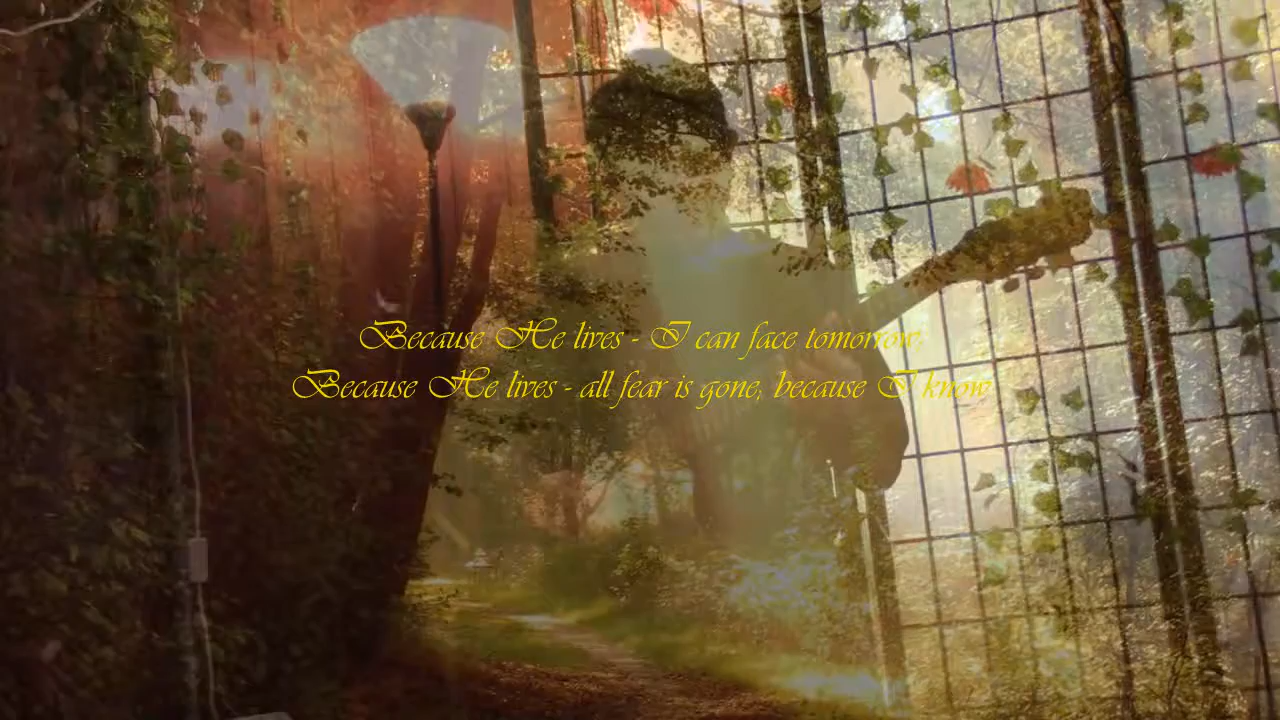 Because He lives - I can face tomorrow,
Because He lives - all fear is gone; because I know